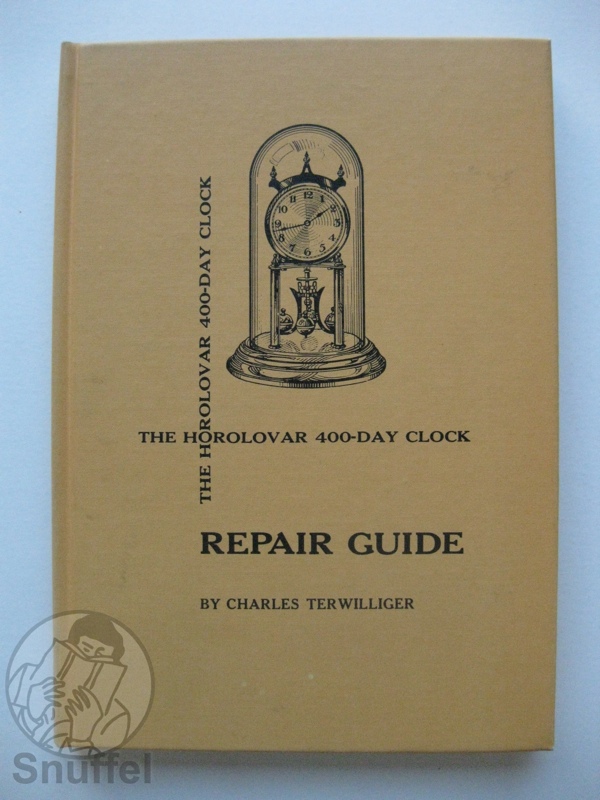 THE HOROLOVAR 400-DAY CLOCK
THE HOROLOVAR 400-DAY CLOCK
REPAIR GUIDE
BY CHARLES TERWILLIGER
Snuffel